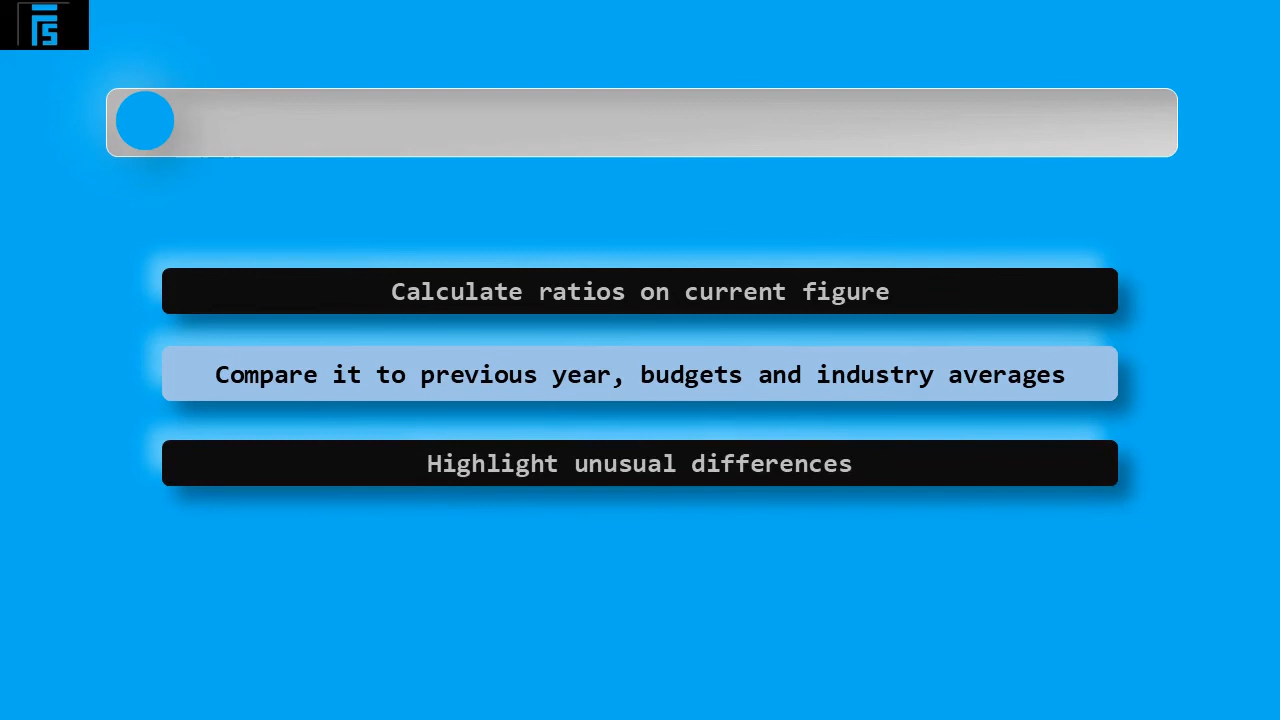 Calculate ratios on current figure
Compare it to previous year, budgets and industry averages
Highlight unusual differences